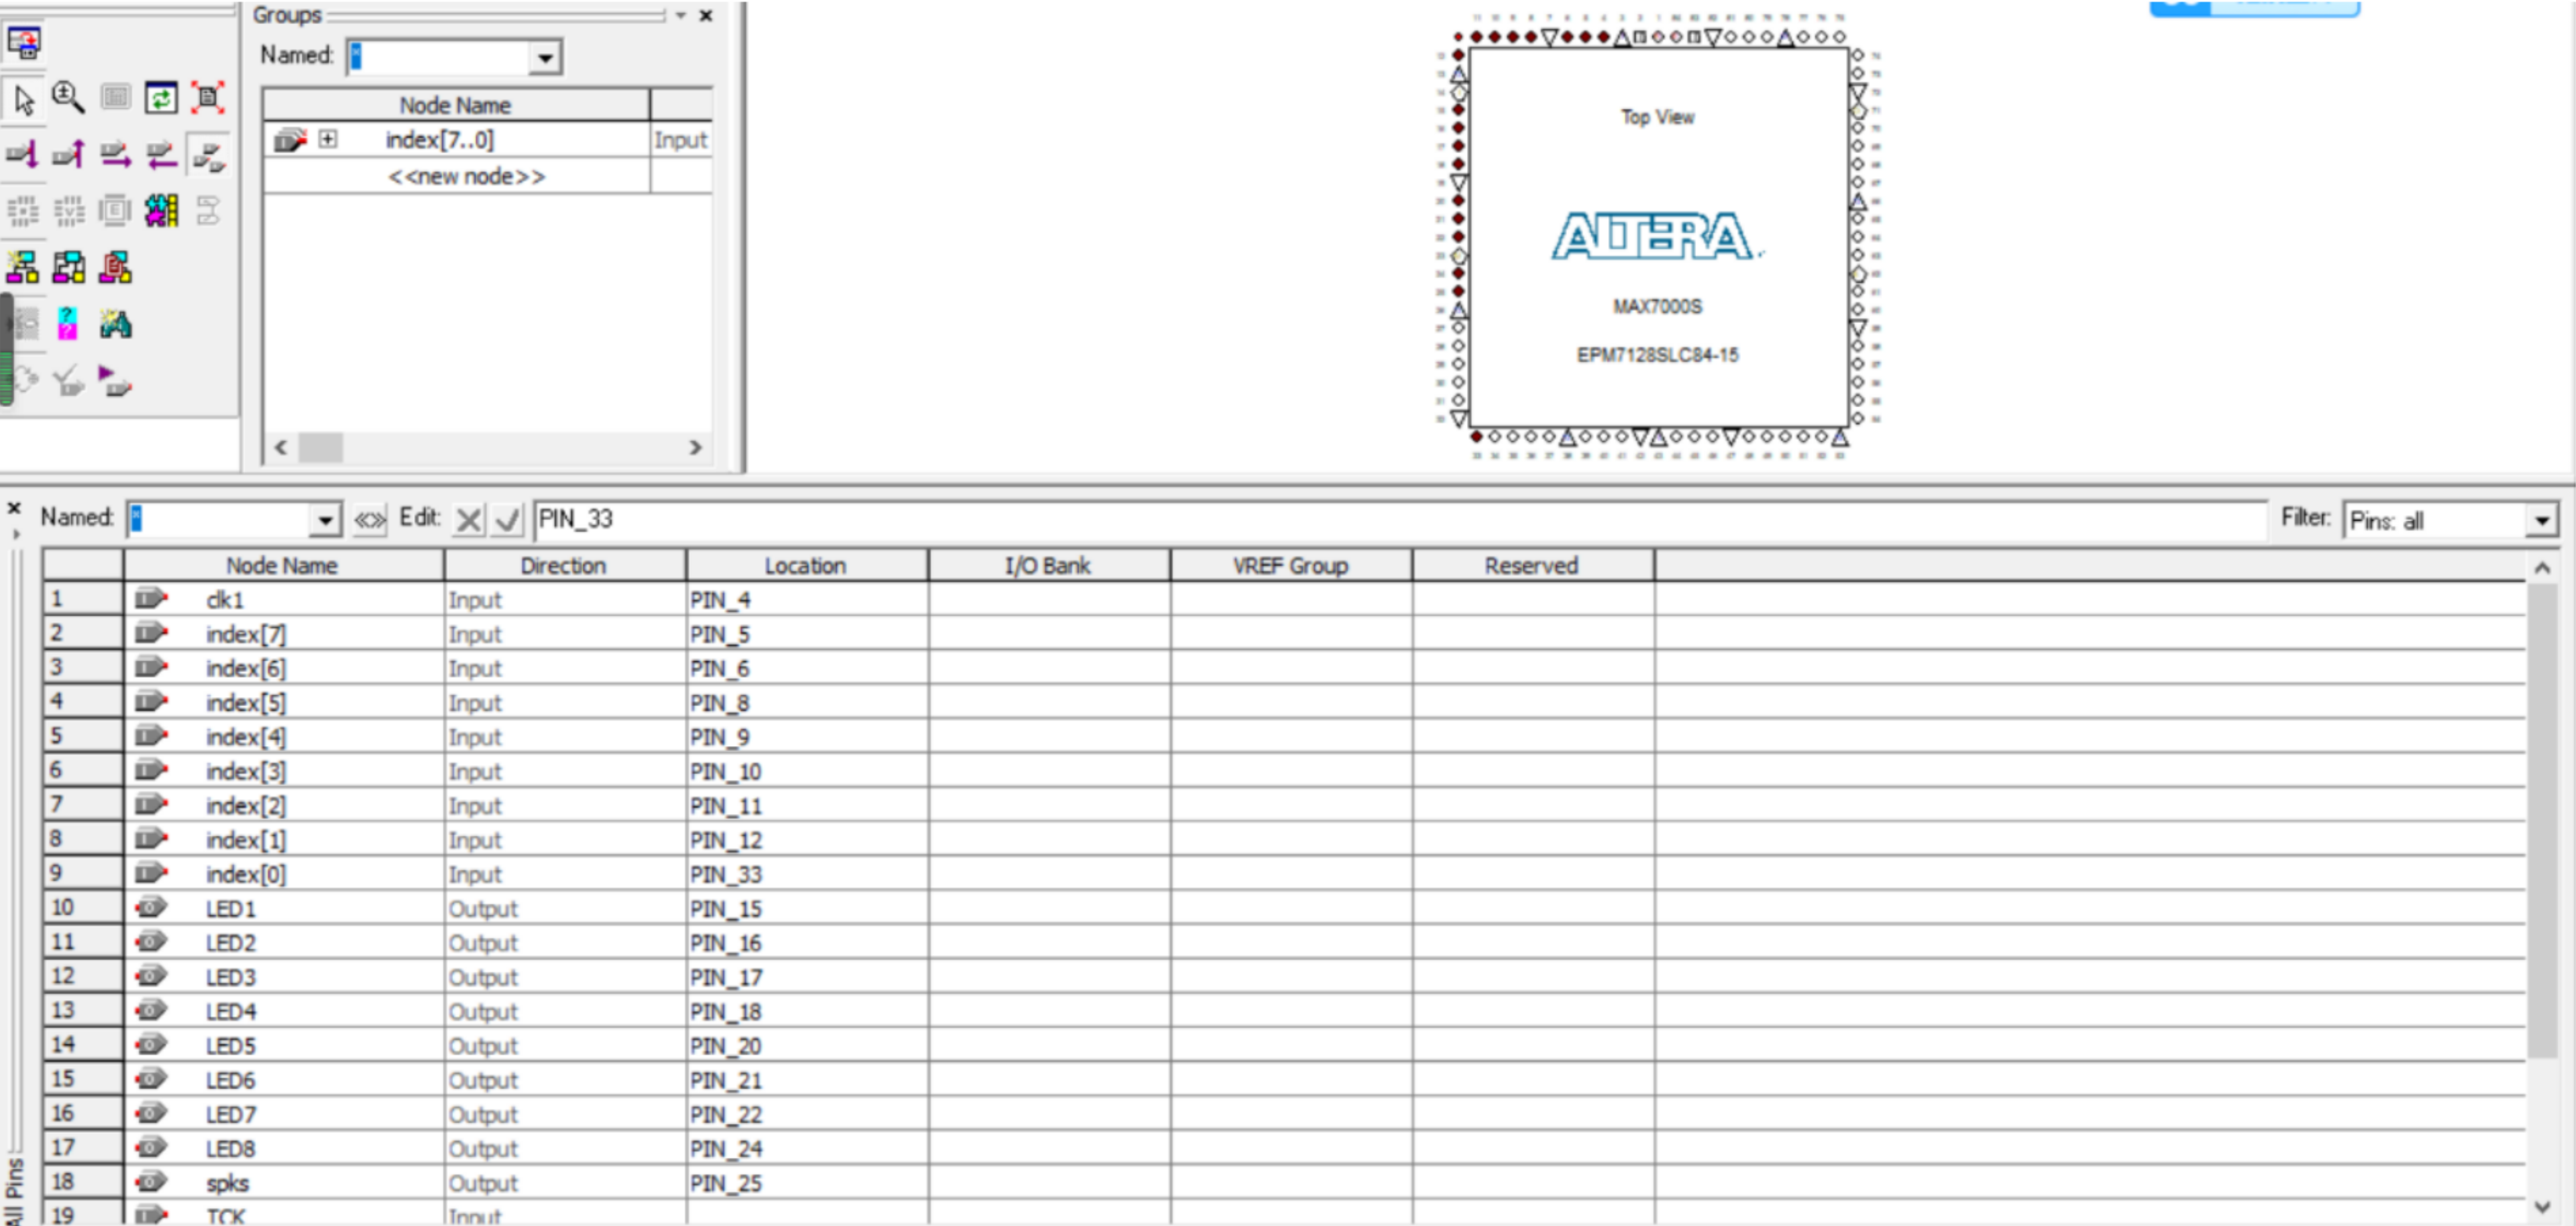 Groups
Named: *
Node Name
index[7..0] Input
<<new node>>
Top View
ALTERA
MAX7000S
EPM7128SLC84-15
Named: * <<>> Edit: PIN_33 Filter: Pins: all
Node Name Direction Location I/O Bank VREF Group Reserved
1 clk1 Input PIN_4
2 index[7] Input PIN_5
3 index[6] Input PIN_6
4 index[5] Input PIN_8
5 index[4] Input PIN_9
6 index[3] Input PIN_10
7 index[2] Input PIN_11
8 index[1] Input PIN_12
9 index[0] Input PIN_33
10 LED1 Output PIN_15
11 LED2 Output PIN_16
12 LED3 Output PIN_17
13 LED4 Output PIN_18
14 LED5 Output PIN_20
15 LED6 Output PIN_21
16 LED7 Output PIN_22
17 LED8 Output PIN_24
18 spks Output PIN_25
19 TCK Input
All Pins